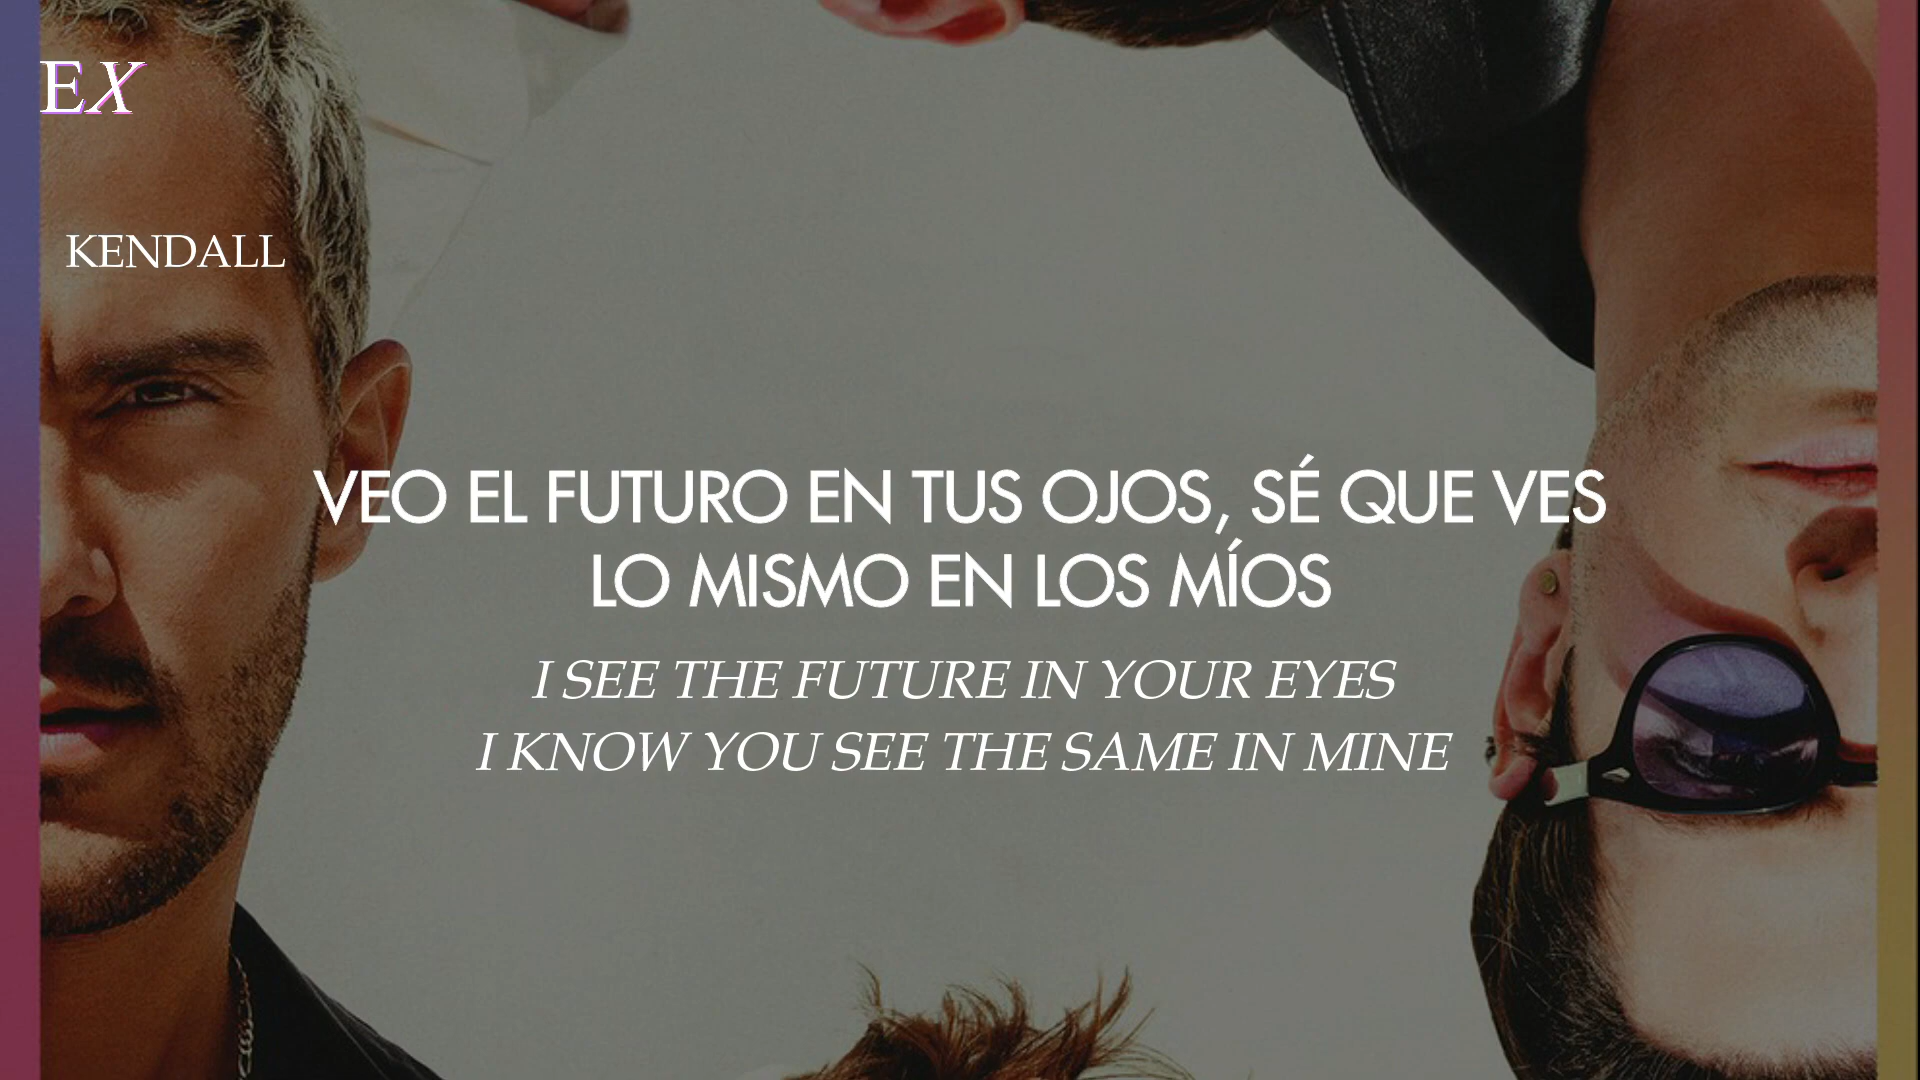 EX
KENDALL
VEO EL FUTURO EN TUS OJOS, SÉ QUE VES
LO MISMO EN LOS MÍOS
I SEE THE FUTURE IN YOUR EYES
I KNOW YOU SEE THE SAME IN MINE